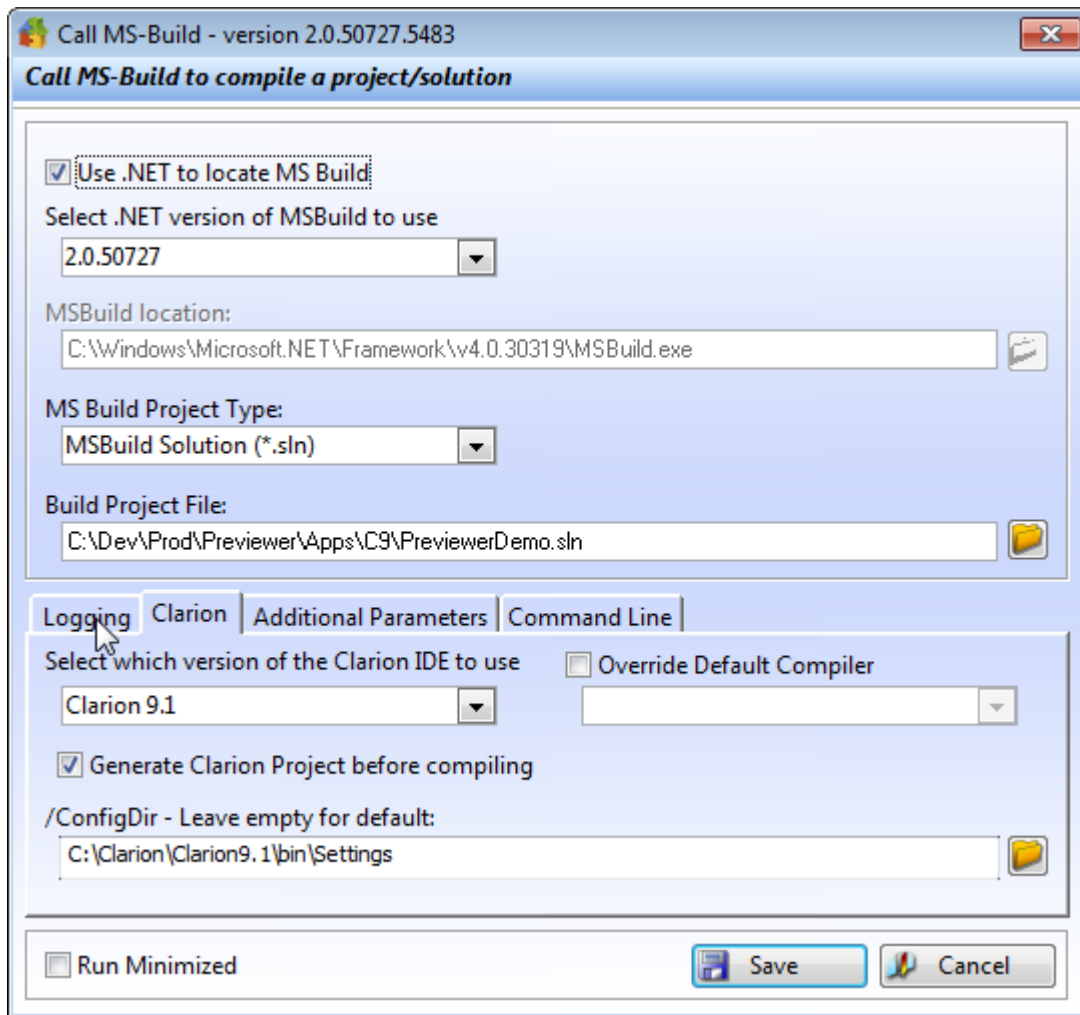 Call MS-Build - version 2.0.50727.5483
Call MS-Build to compile a project/solution
Use .NET to locate MS Build
Select .NET version of MSBuild to use
2.0.50727
MSBuild location:
C:\Windows\Microsoft.NET\Framework\v4.0.30319\MSBuild.exe
MS Build Project Type:
MSBuild Solution (*.sln)
Build Project File:
C:\Dev\Prod\Previewer\Apps\C9\PreviewerDemo.sln
Logging Clarion Additional Parameters Command Line
Select which version of the Clarion IDE to use Override Default Compiler
Clarion 9.1
Generate Clarion Project before compiling
/ConfigDir - Leave empty for default:
C:\Clarion\Clarion9.1\bin\Settings
Run Minimized Save Cancel